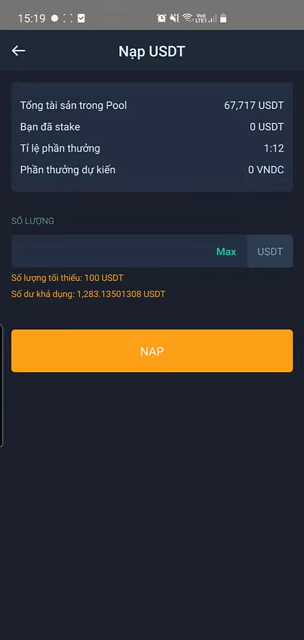 15:19
Nạp USDT
Tổng tài sản trong Pool 67,717 USDT
Bạn đã stake 0 USDT
Tỉ lệ phần thưởng 1:12
Phần thưởng dự kiến 0 VNDC
SỐ LƯỢNG
Max USDT
Số lượng tối thiểu: 100 USDT
Số dư khả dụng: 1,283.13501308 USDT
NẠP